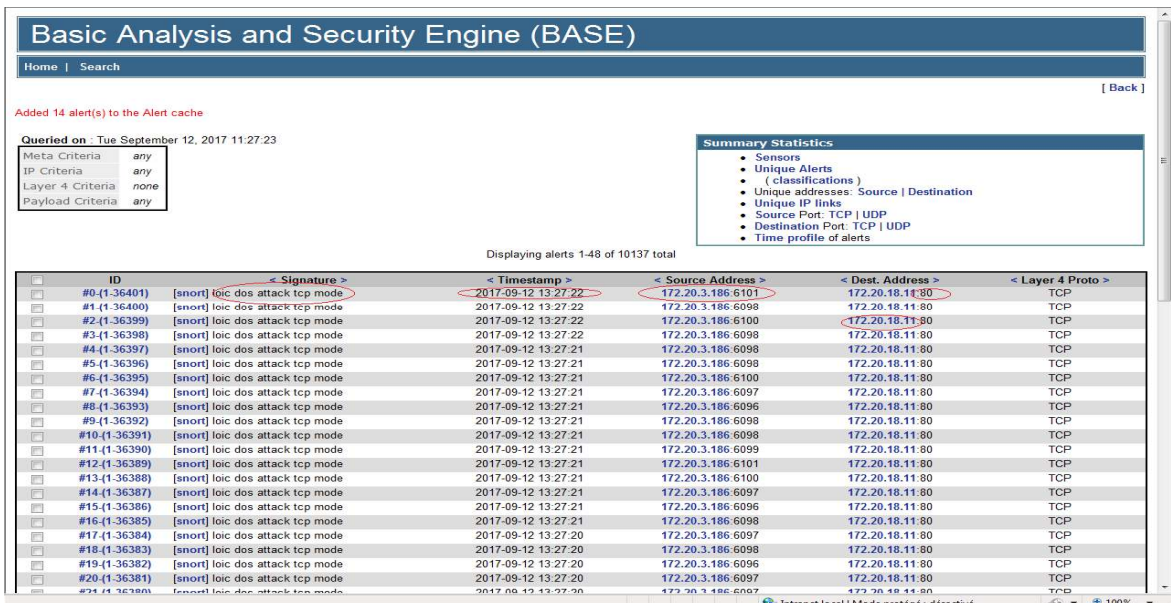 Basic Analysis and Security Engine (BASE)
Home | Search
[ Back ]
Added 14 alert(s) to the Alert cache
Queried on : Tue September 12, 2017 11:27:23
Meta Criteria any
IP Criteria any
Layer 4 Criteria none
Payload Criteria any
Summary Statistics
• Sensors
• Unique Alerts
• ( classifications )
• Unique addresses: Source | Destination
• Unique IP links
• Source Port: TCP | UDP
• Destination Port: TCP | UDP
• Time profile of alerts
Displaying alerts 1-48 of 10137 total
ID < Signature > < Timestamp > < Source Address > < Dest. Address > < Layer 4 Proto >
#0-(1-36401) [snort] loic dos attack tcp mode 2017-09-12 13:27:22 172.20.3.186:6101 172.20.18.11:80 TCP
#1-(1-36400) [snort] loic dos attack tcp mode 2017-09-12 13:27:22 172.20.3.186:6098 172.20.18.11:80 TCP
#2-(1-36399) [snort] loic dos attack tcp mode 2017-09-12 13:27:22 172.20.3.186:6100 172.20.18.11:80 TCP
#3-(1-36398) [snort] loic dos attack tcp mode 2017-09-12 13:27:22 172.20.3.186:6098 172.20.18.11:80 TCP
#4-(1-36397) [snort] loic dos attack tcp mode 2017-09-12 13:27:21 172.20.3.186:6098 172.20.18.11:80 TCP
#5-(1-36396) [snort] loic dos attack tcp mode 2017-09-12 13:27:21 172.20.3.186:6098 172.20.18.11:80 TCP
#6-(1-36395) [snort] loic dos attack tcp mode 2017-09-12 13:27:21 172.20.3.186:6100 172.20.18.11:80 TCP
#7-(1-36394) [snort] loic dos attack tcp mode 2017-09-12 13:27:21 172.20.3.186:6097 172.20.18.11:80 TCP
#8-(1-36393) [snort] loic dos attack tcp mode 2017-09-12 13:27:21 172.20.3.186:6096 172.20.18.11:80 TCP
#9-(1-36392) [snort] loic dos attack tcp mode 2017-09-12 13:27:21 172.20.3.186:6098 172.20.18.11:80 TCP
#10-(1-36391) [snort] loic dos attack tcp mode 2017-09-12 13:27:21 172.20.3.186:6098 172.20.18.11:80 TCP
#11-(1-36390) [snort] loic dos attack tcp mode 2017-09-12 13:27:21 172.20.3.186:6099 172.20.18.11:80 TCP
#12-(1-36389) [snort] loic dos attack tcp mode 2017-09-12 13:27:21 172.20.3.186:6101 172.20.18.11:80 TCP
#13-(1-36388) [snort] loic dos attack tcp mode 2017-09-12 13:27:21 172.20.3.186:6100 172.20.18.11:80 TCP
#14-(1-36387) [snort] loic dos attack tcp mode 2017-09-12 13:27:21 172.20.3.186:6097 172.20.18.11:80 TCP
#15-(1-36386) [snort] loic dos attack tcp mode 2017-09-12 13:27:21 172.20.3.186:6096 172.20.18.11:80 TCP
#16-(1-36385) [snort] loic dos attack tcp mode 2017-09-12 13:27:21 172.20.3.186:6098 172.20.18.11:80 TCP
#17-(1-36384) [snort] loic dos attack tcp mode 2017-09-12 13:27:20 172.20.3.186:6097 172.20.18.11:80 TCP
#18-(1-36383) [snort] loic dos attack tcp mode 2017-09-12 13:27:20 172.20.3.186:6098 172.20.18.11:80 TCP
#19-(1-36382) [snort] loic dos attack tcp mode 2017-09-12 13:27:20 172.20.3.186:6096 172.20.18.11:80 TCP
#20-(1-36381) [snort] loic dos attack tcp mode 2017-09-12 13:27:20 172.20.3.186:6097 172.20.18.11:80 TCP
#21-(1-36380) [snort] loic dos attack tcp mode 2017-09-12 13:27:20 172.20.3.186:6097 172.20.18.11:80 TCP
Intranet local | Mode protégé : désactivé 100%